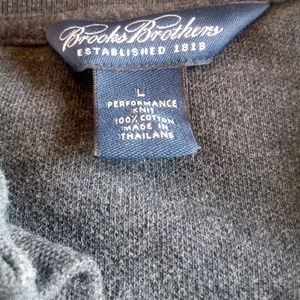 Brooks Brothers
ESTABLISHED 1818
L
PERFORMANCE
KNIT
100% COTTON
MADE IN
THAILAND